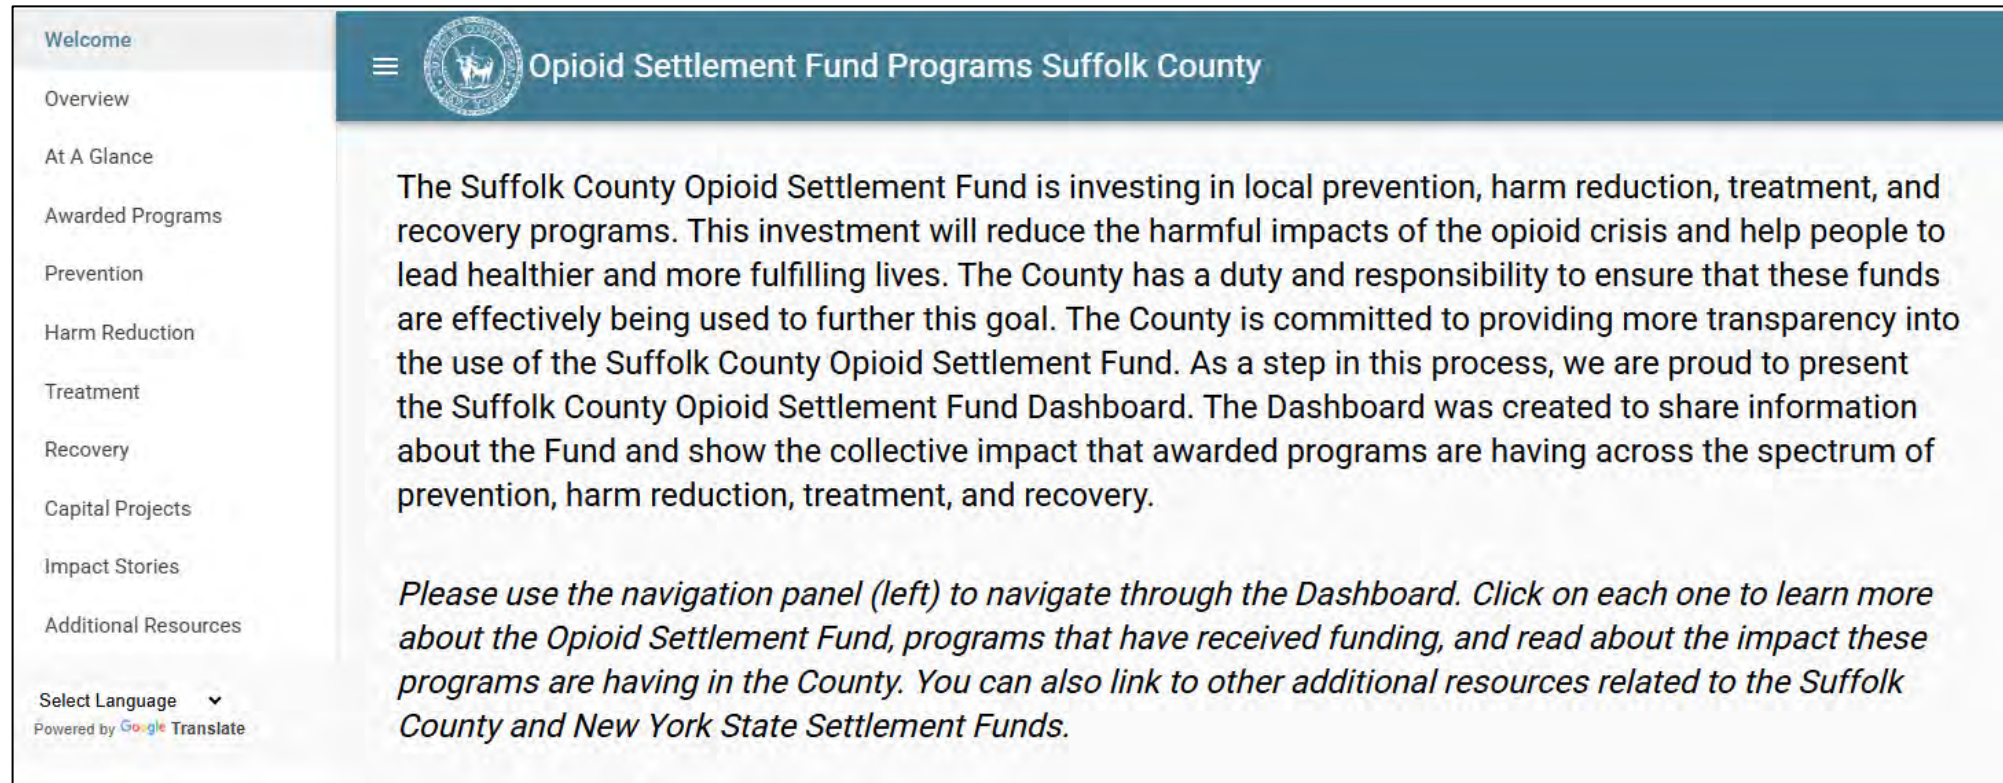 Welcome
Overview
At A Glance
Awarded Programs
Prevention
Harm Reduction
Treatment
Recovery
Capital Projects
Impact Stories
Additional Resources
Select Language
Powered by Google Translate
Opioid Settlement Fund Programs Suffolk County
The Suffolk County Opioid Settlement Fund is investing in local prevention, harm reduction, treatment, and
recovery programs. This investment will reduce the harmful impacts of the opioid crisis and help people to
lead healthier and more fulfilling lives. The County has a duty and responsibility to ensure that these funds
are effectively being used to further this goal. The County is committed to providing more transparency into
the use of the Suffolk County Opioid Settlement Fund. As a step in this process, we are proud to present
the Suffolk County Opioid Settlement Fund Dashboard. The Dashboard was created to share information
about the Fund and show the collective impact that awarded programs are having across the spectrum of
prevention, harm reduction, treatment, and recovery.
Please use the navigation panel (left) to navigate through the Dashboard. Click on each one to learn more
about the Opioid Settlement Fund, programs that have received funding, and read about the impact these
programs are having in the County. You can also link to other additional resources related to the Suffolk
County and New York State Settlement Funds.